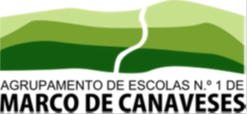 AGRUPAMENTO DE ESCOLAS N.º 1 DE
MARCO DE CANAVESES